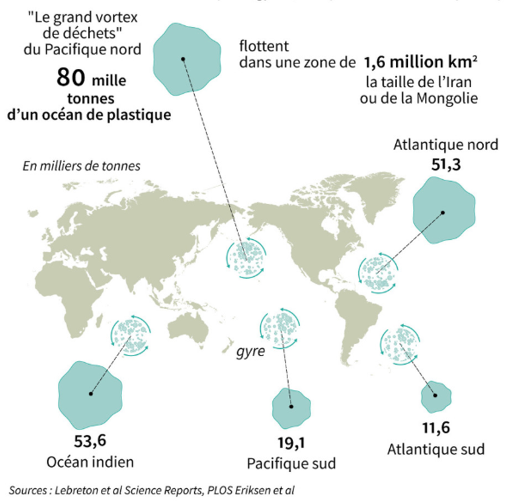 "Le grand vortex
de déchets"
du Pacifique nord
80 mille
tonnes
d'un océan de plastique
flottent
dans une zone de 1,6 million km²
la taille de l'Iran
ou de la Mongolie
En milliers de tonnes
Atlantique nord
51,3
gyre
53,6
Océan indien
19,1
Pacifique sud
11,6
Atlantique sud
Sources : Lebreton et al Science Reports, PLOS Eriksen et al